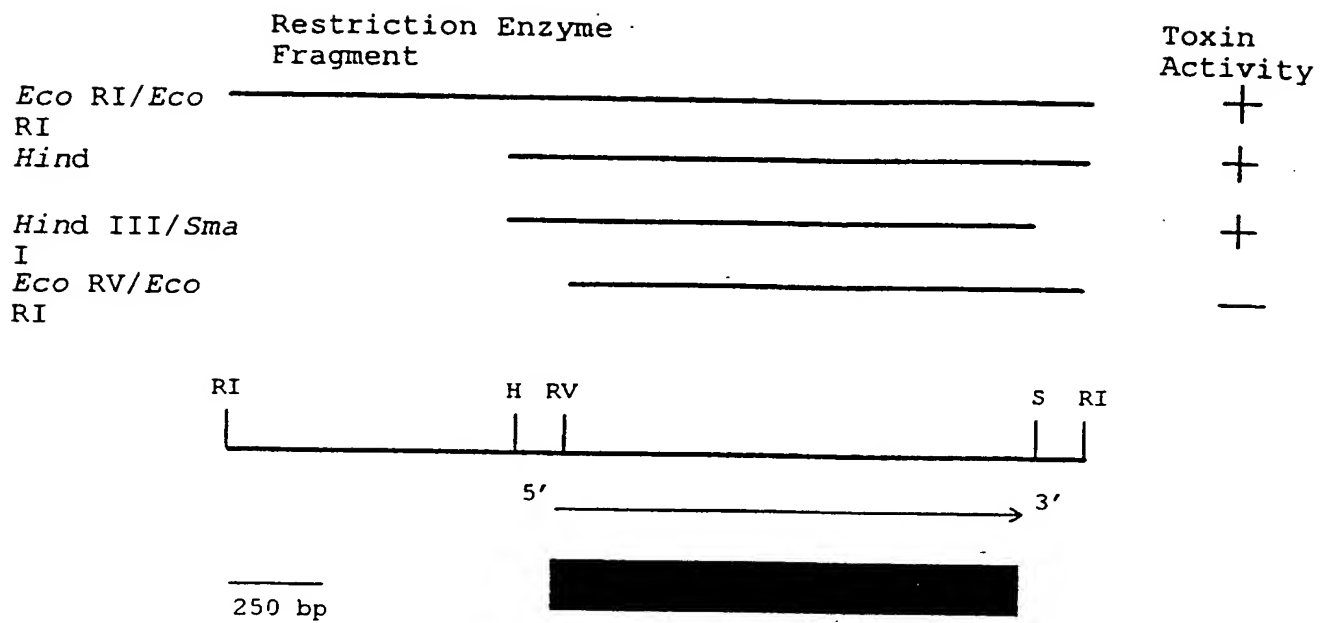 Restriction Enzyme
Fragment
Toxin
Activity
Eco RI/Eco
RI
+
Hind
+
Hind III/Sma
I
+
Eco RV/Eco
RI
—
RI H RV S RI
5' 3'
250 bp